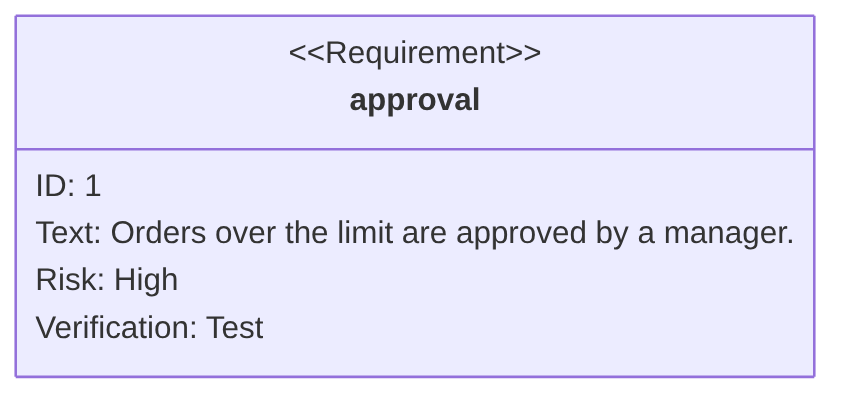 <<Requirement>>
approval
ID: 1
Text: Orders over the limit are approved by a manager.
Risk: High
Verification: Test